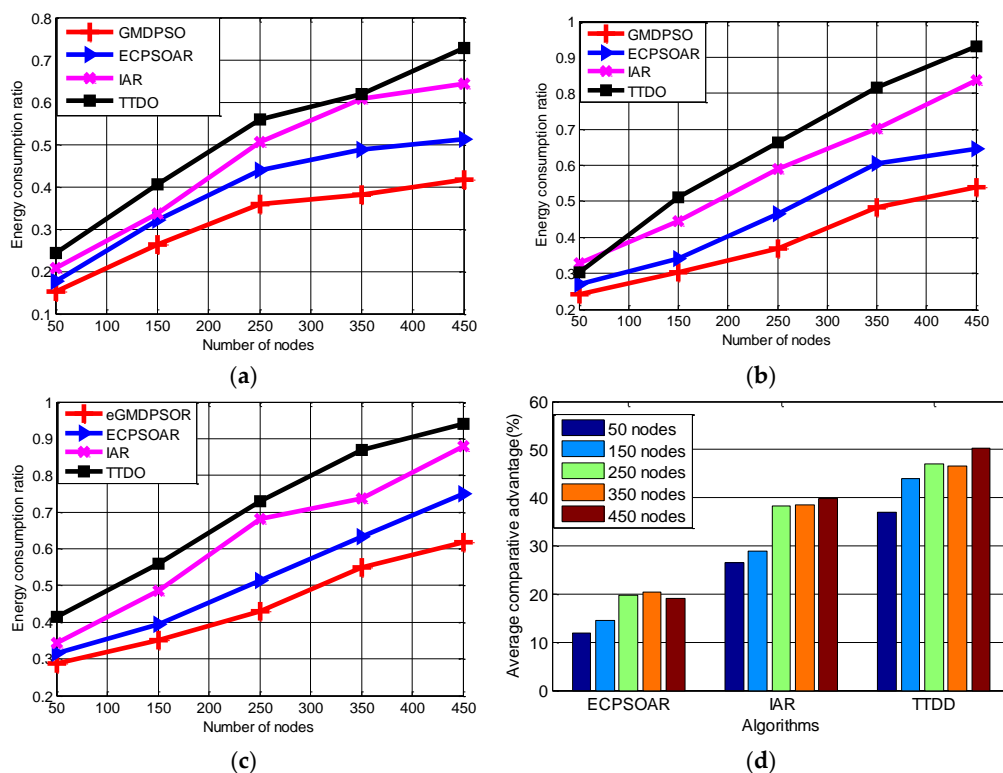 0.8
0.7
0.6
0.5
0.4
0.3
0.2
0.1
50 100 150 200 250 300 350 400 450
Energy consumption ratio
Number of nodes
GMDPSO
ECPSOAR
IAR
TTDO
(a)
1
0.9
0.8
0.7
0.6
0.5
0.4
0.3
0.2
50 100 150 200 250 300 350 400 450
Energy consumption ratio
Number of nodes
GMDPSO
ECPSOAR
IAR
TTDO
(b)
1
0.9
0.8
0.7
0.6
0.5
0.4
0.3
0.2
50 100 150 200 250 300 350 400 450
Energy consumption ratio
Number of nodes
eGMDPSOR
ECPSOAR
IAR
TTDO
(c)
60
50
40
30
20
10
0
Average comparative advantage(%)
50 nodes
150 nodes
250 nodes
350 nodes
450 nodes
ECPSOAR IAR TTDD
Algorithms
(d)